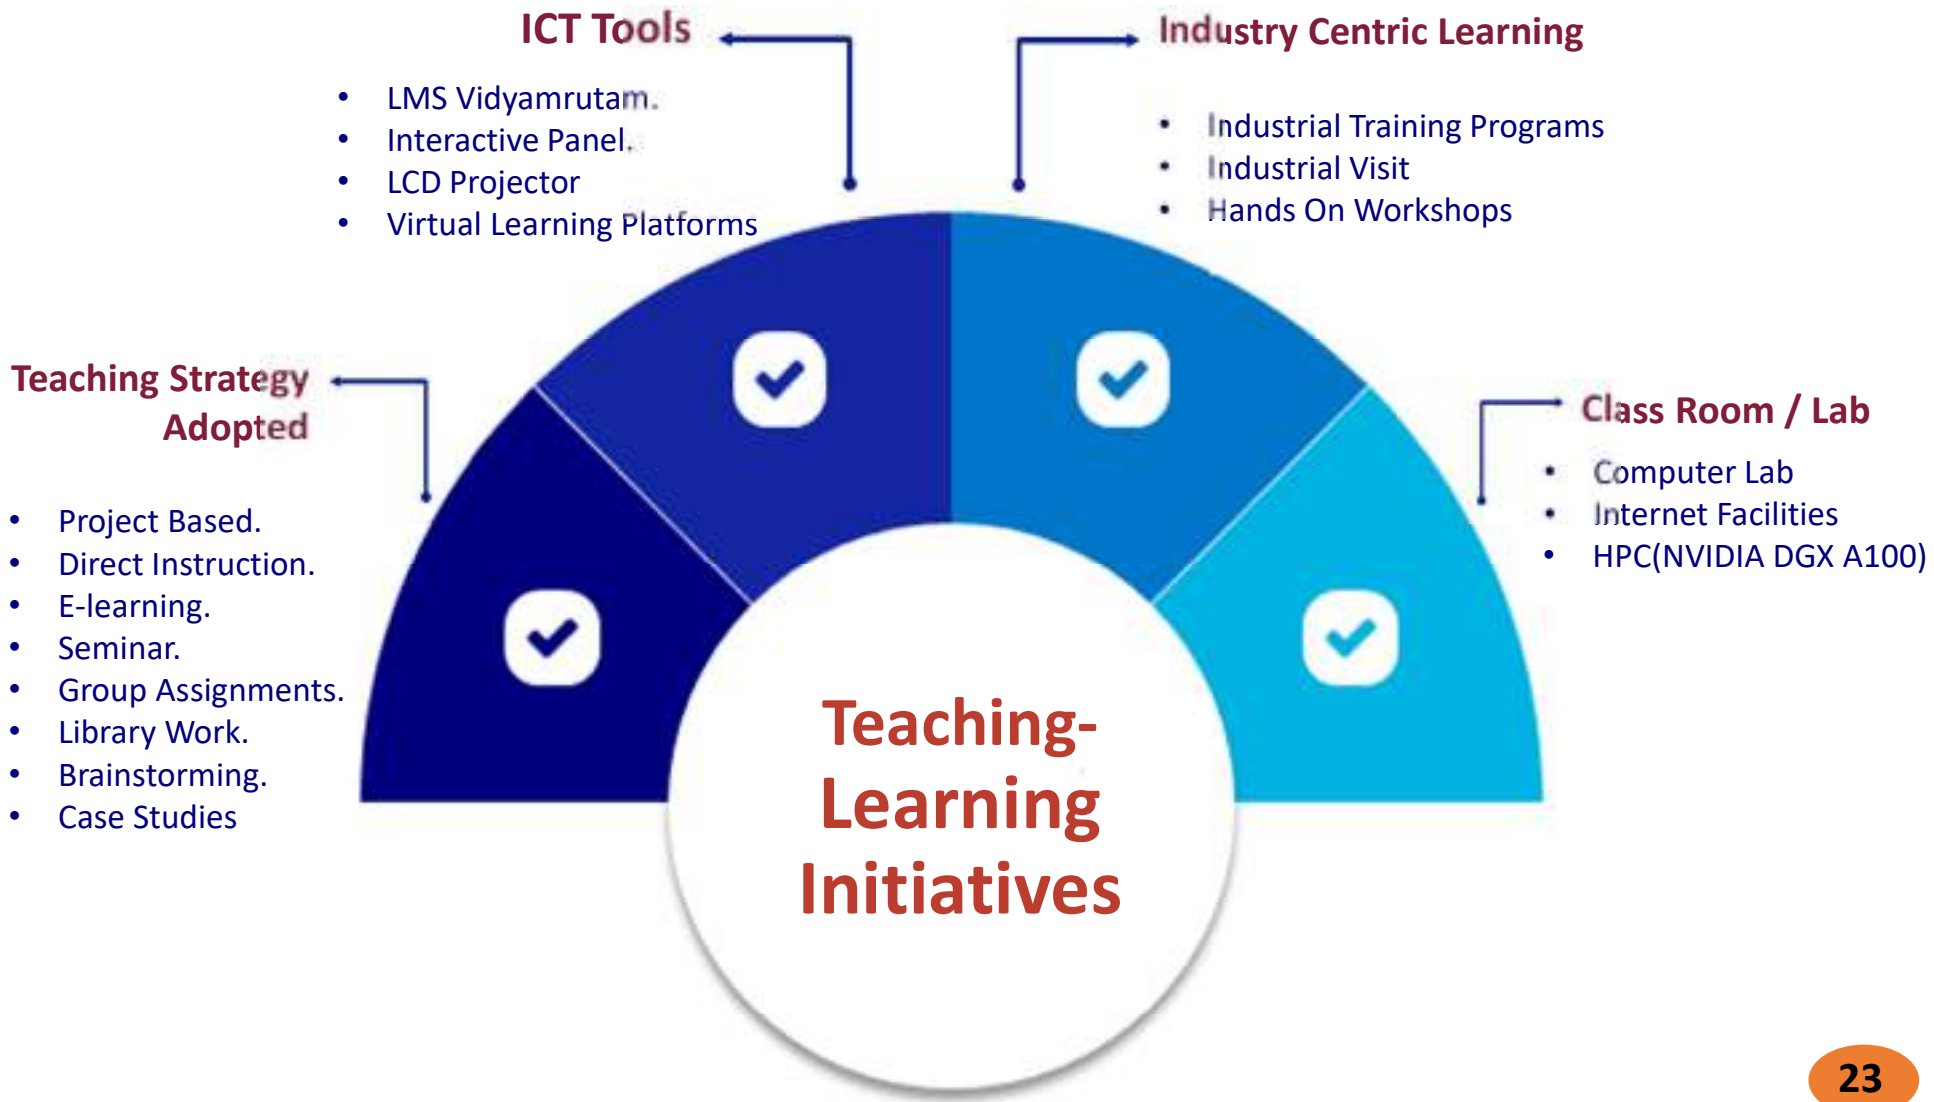 ICT Tools
• LMS Vidyamrutam.
• Interactive Panel.
• LCD Projector
• Virtual Learning Platforms
Industry Centric Learning
• Industrial Training Programs
• Industrial Visit
• Hands On Workshops
Teaching Strategy
Adopted
• Project Based.
• Direct Instruction.
• E-learning.
• Seminar.
• Group Assignments.
• Library Work.
• Brainstorming.
• Case Studies
Class Room / Lab
• Computer Lab
• Internet Facilities
• HPC(NVIDIA DGX A100)
Teaching-
Learning
Initiatives
23